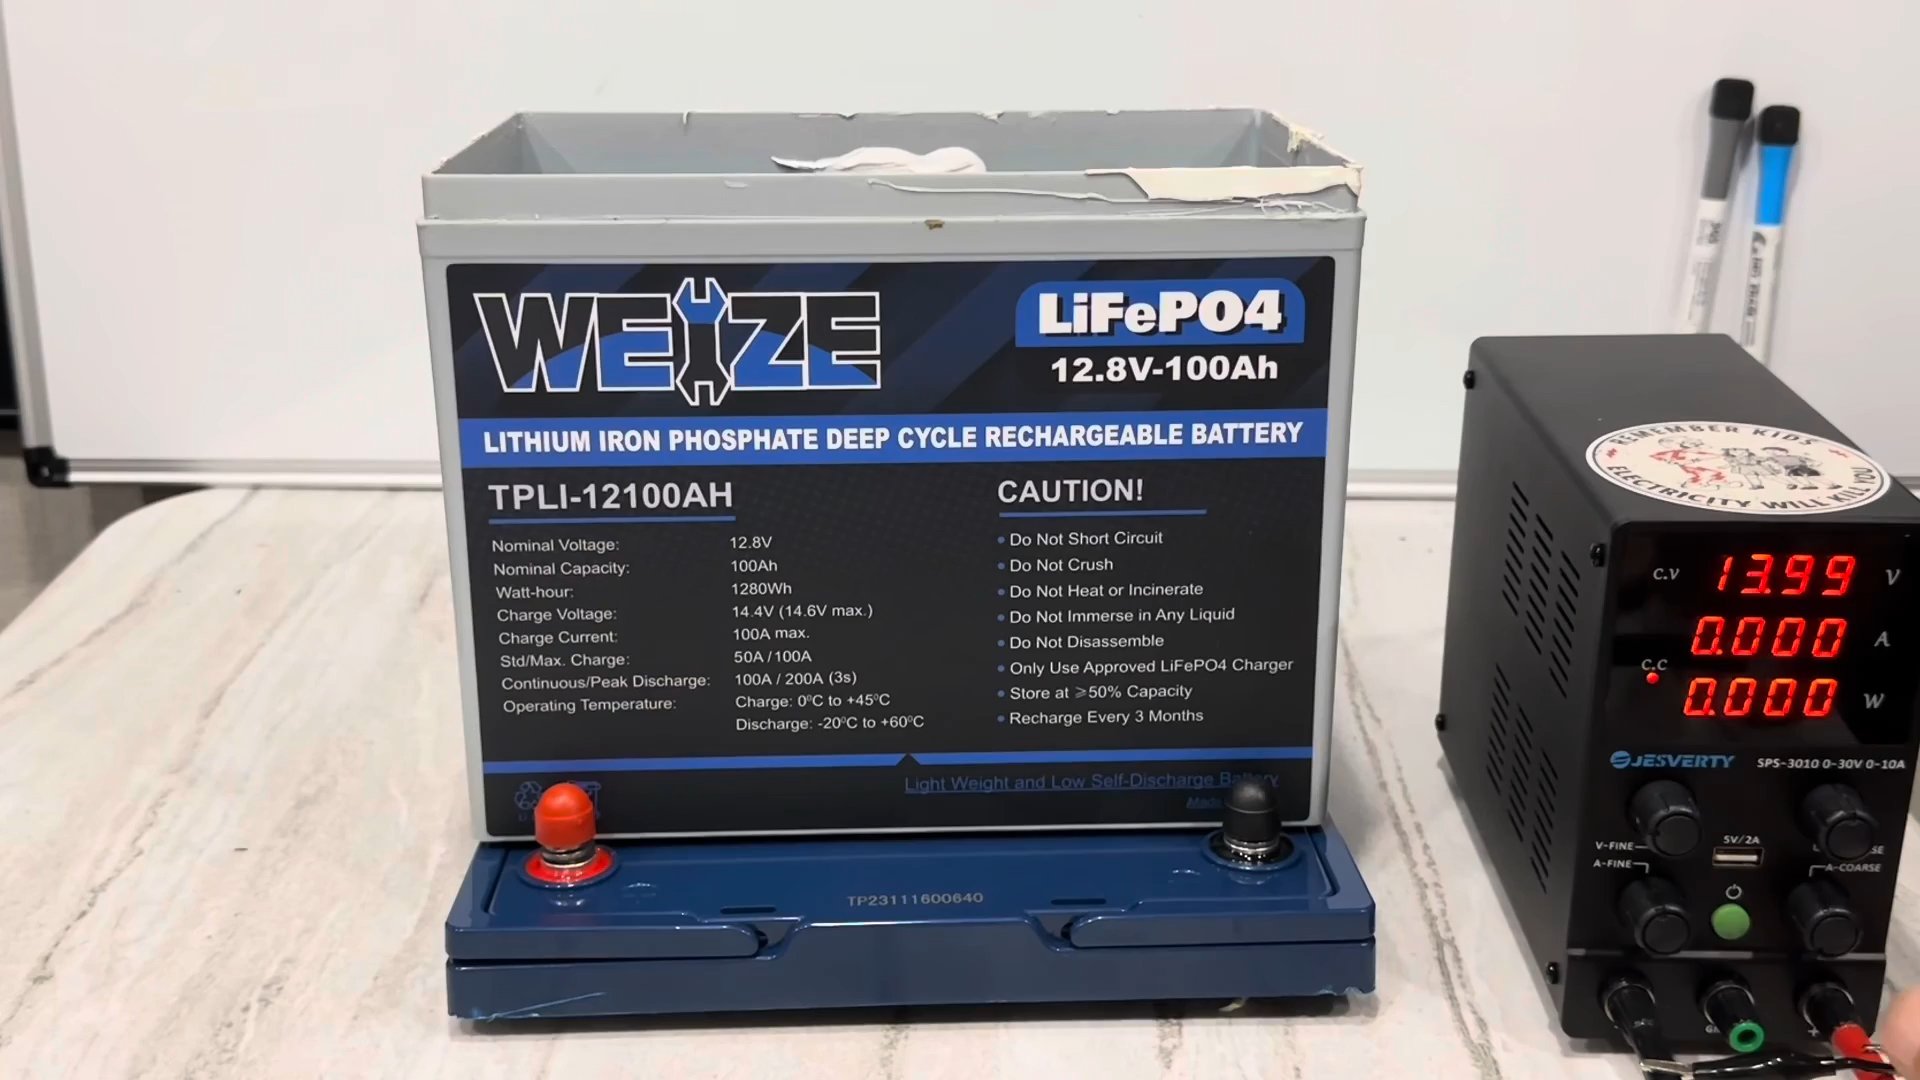 WEIZE
LiFePO4
12.8V-100Ah
LITHIUM IRON PHOSPHATE DEEP CYCLE RECHARGEABLE BATTERY
TPLI-12100AH
Nominal Voltage: 12.8V
Nominal Capacity: 100Ah
Watt-hour: 1280Wh
Charge Voltage: 14.4V (14.6V max.)
Charge Current: 100A max.
Std/Max. Charge: 50A / 100A
Continuous/Peak Discharge: 100A / 200A (3s)
Operating Temperature: Charge: 0°C to +45°C
Discharge: -20°C to +60°C
CAUTION!
Do Not Short Circuit
Do Not Crush
Do Not Heat or Incinerate
Do Not Immerse in Any Liquid
Do Not Disassemble
Only Use Approved LiFePO4 Charger
Store at ⩾50% Capacity
Recharge Every 3 Months
Light Weight and Low Self-Discharge Battery
Made
TP23111600640
REMEMBER KIDS
ELECTRICITY WILL KILL YOU
C.V 13.99 V
0.000 A
C.C
0.000 W
JESVERTY SPS-3010 0-30V 0-10A
5V/2A
V-FINE
A-FINE
A-COARSE